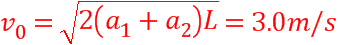 v₀ = √(2(a₁ + a₂)L) = 3.0m/s